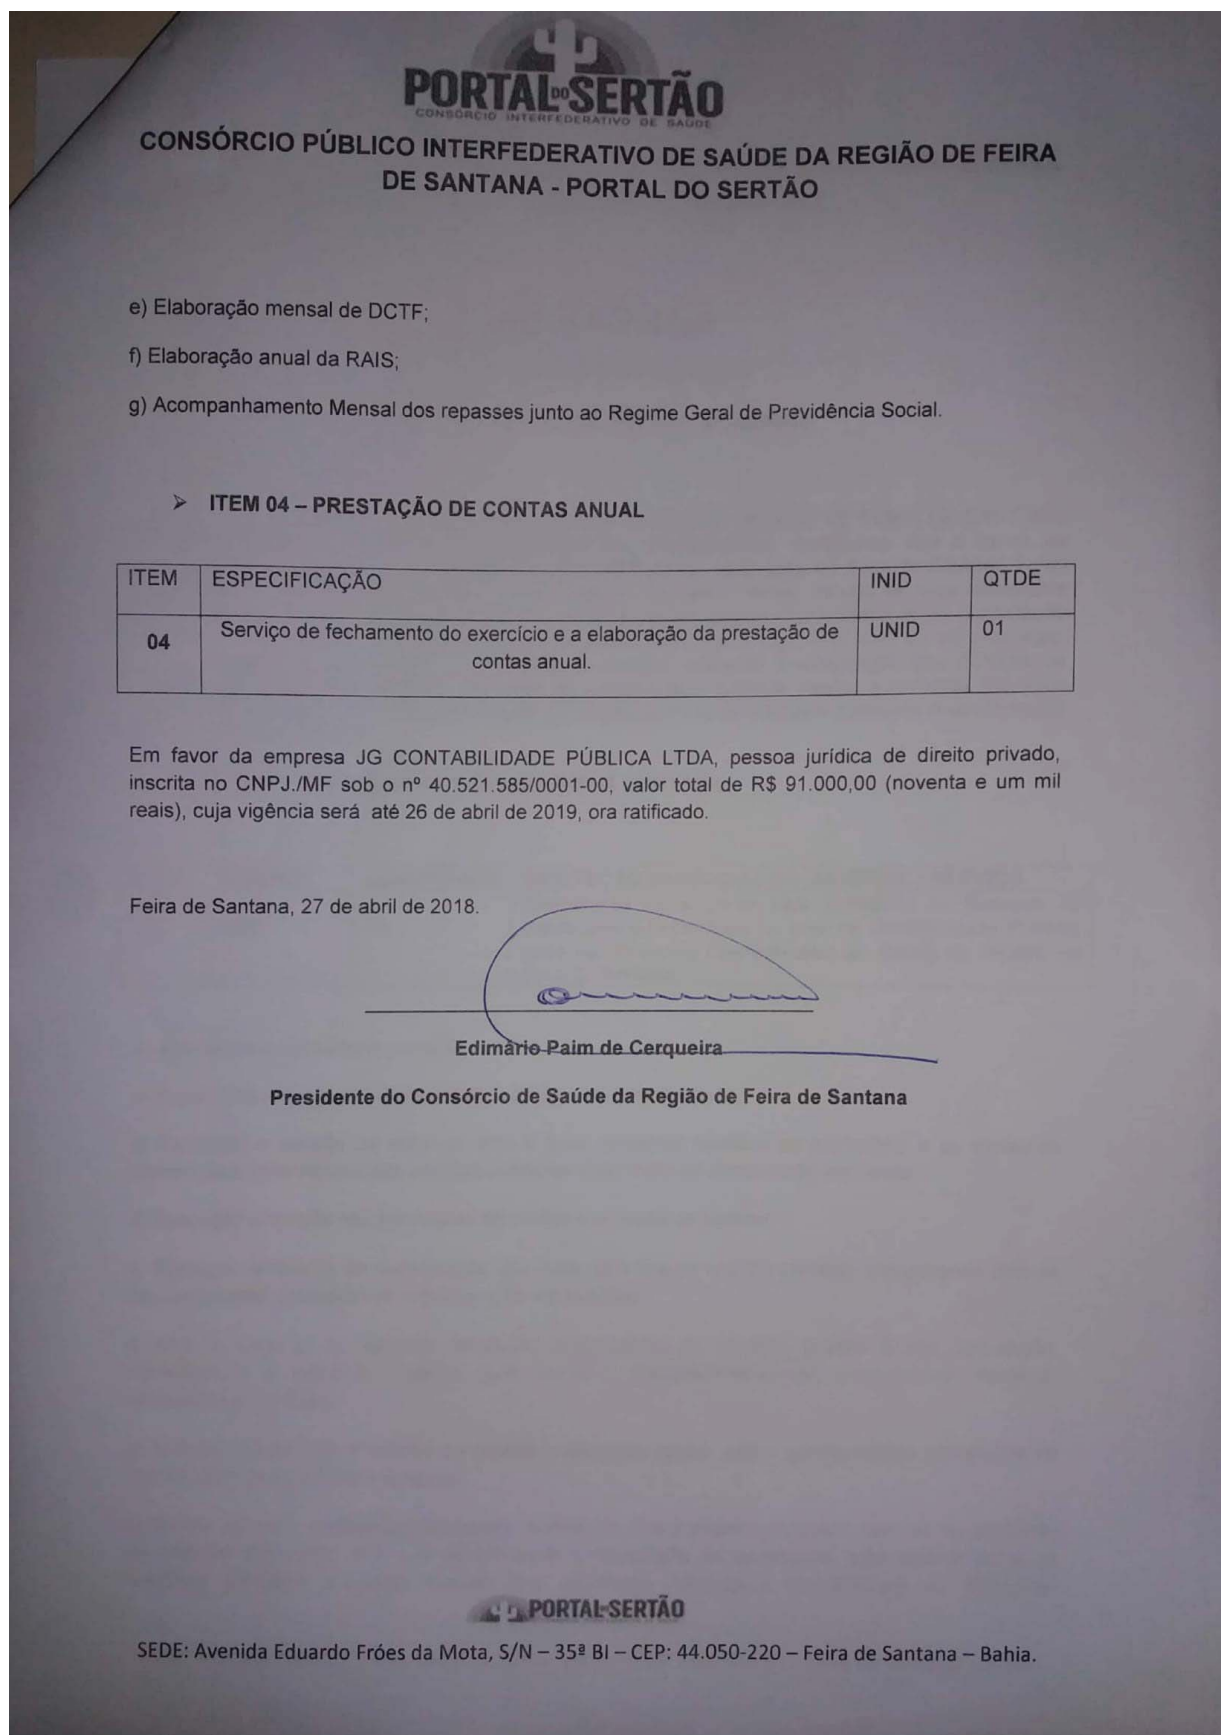 PORTAL DO SERTÃO
CONSÓRCIO INTERFEDERATIVO DE SAÚDE
CONSÓRCIO PÚBLICO INTERFEDERATIVO DE SAÚDE DA REGIÃO DE FEIRA
DE SANTANA - PORTAL DO SERTÃO
e) Elaboração mensal de DCTF;
f) Elaboração anual da RAIS;
g) Acompanhamento Mensal dos repasses junto ao Regime Geral de Previdência Social.
➢ ITEM 04 – PRESTAÇÃO DE CONTAS ANUAL
ITEM ESPECIFICAÇÃO INID QTDE
04 Serviço de fechamento do exercício e a elaboração da prestação de UNID 01
contas anual.
Em favor da empresa JG CONTABILIDADE PÚBLICA LTDA, pessoa jurídica de direito privado,
inscrita no CNPJ./MF sob o nº 40.521.585/0001-00, valor total de R$ 91.000,00 (noventa e um mil
reais), cuja vigência será até 26 de abril de 2019, ora ratificado.
Feira de Santana, 27 de abril de 2018.
Edimário Paim de Cerqueira
Presidente do Consórcio de Saúde da Região de Feira de Santana
PORTAL DO SERTÃO
SEDE: Avenida Eduardo Fróes da Mota, S/N – 35ª BI – CEP: 44.050-220 – Feira de Santana – Bahia.